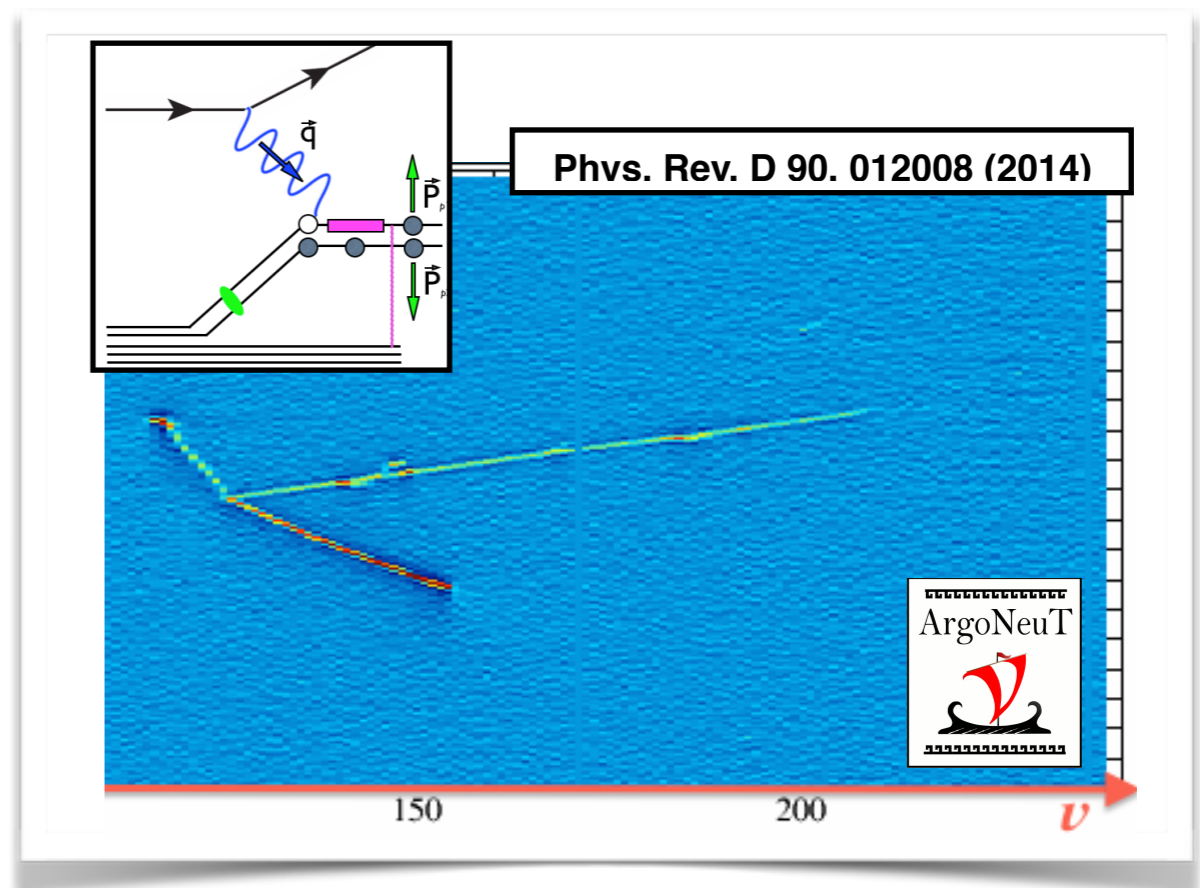 q⃗
Phys. Rev. D 90. 012008 (2014)
P⃗p
P⃗p
ArgoNeuT
150
200
ν